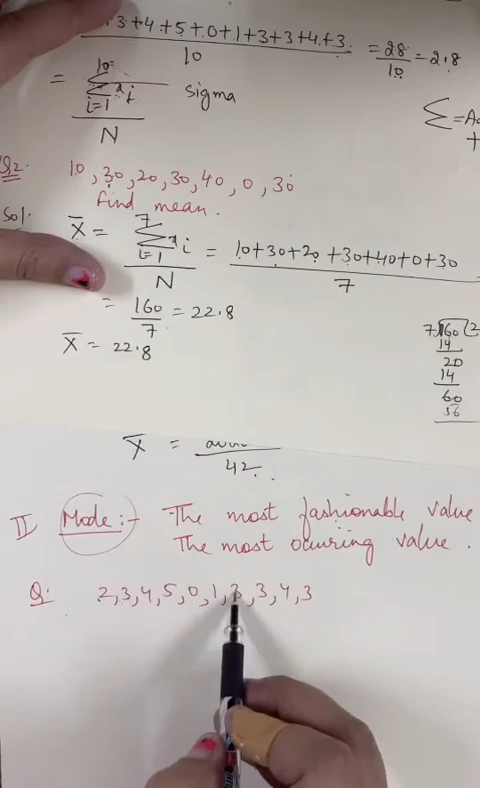 3+4+5+0+1+3+3+4+3 = 28/10 = 2.8
10
= 10 Σ i=1 xi / N sigma
Σ =
+
Q2. 10, 30, 20, 30, 40, 0, 30
find mean.
Sol.
X̄ = 7 Σ i=1 xi / N = 10+30+20+30+40+0+30 / 7
= 160/7 = 22.8
X̄ = 22.8
7 160 2
14
20
14
60
56
X̄ = / 42
II Mode:- The most fashionable value
The most occuring value.
Q. 2,3,4,5,0,1,3,3,4,3